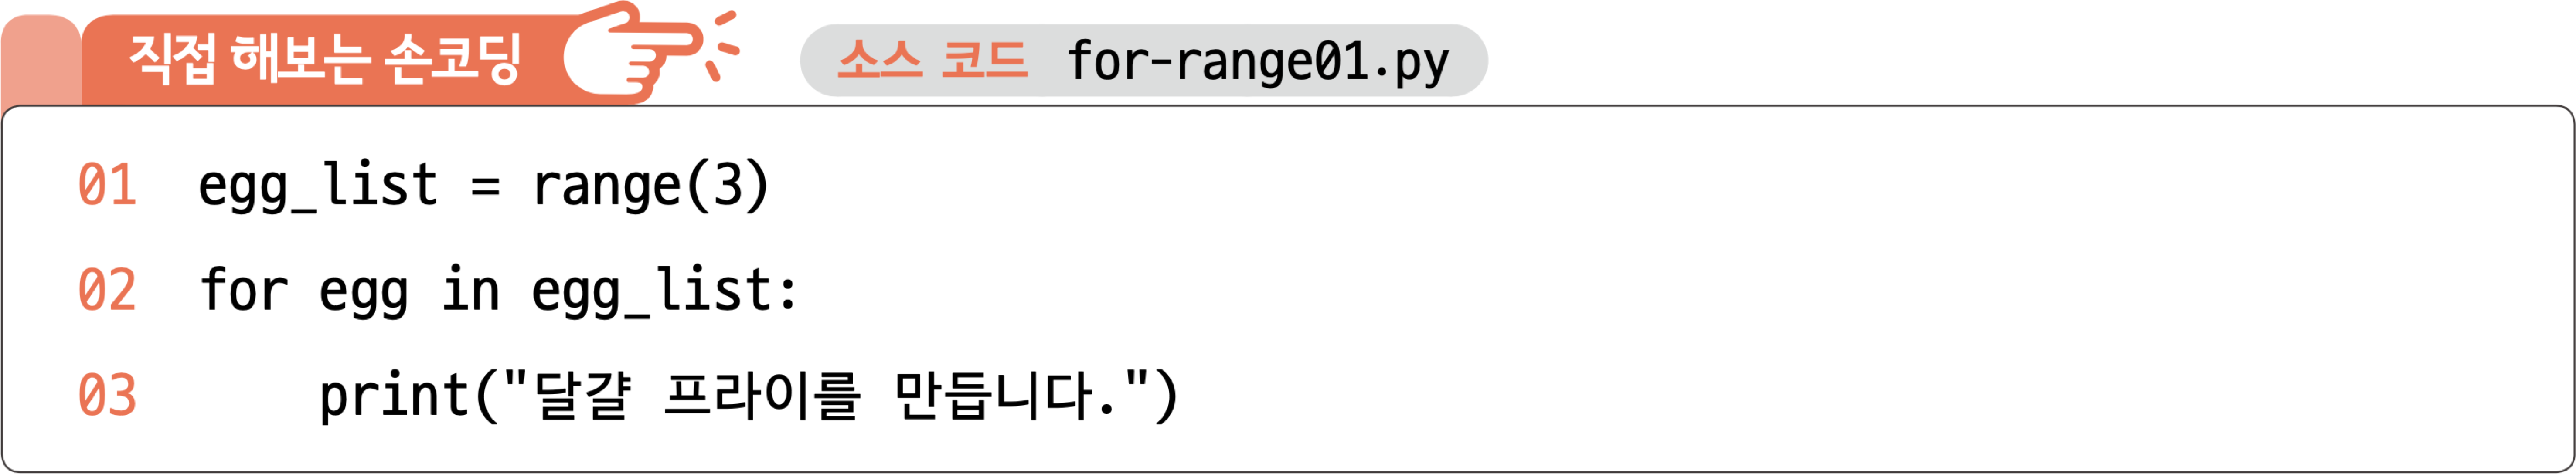 직접 해보는 손코딩
소스 코드 for-range01.py
01 egg_list = range(3)
02 for egg in egg_list:
03     print("달걀 프라이를 만듭니다.")